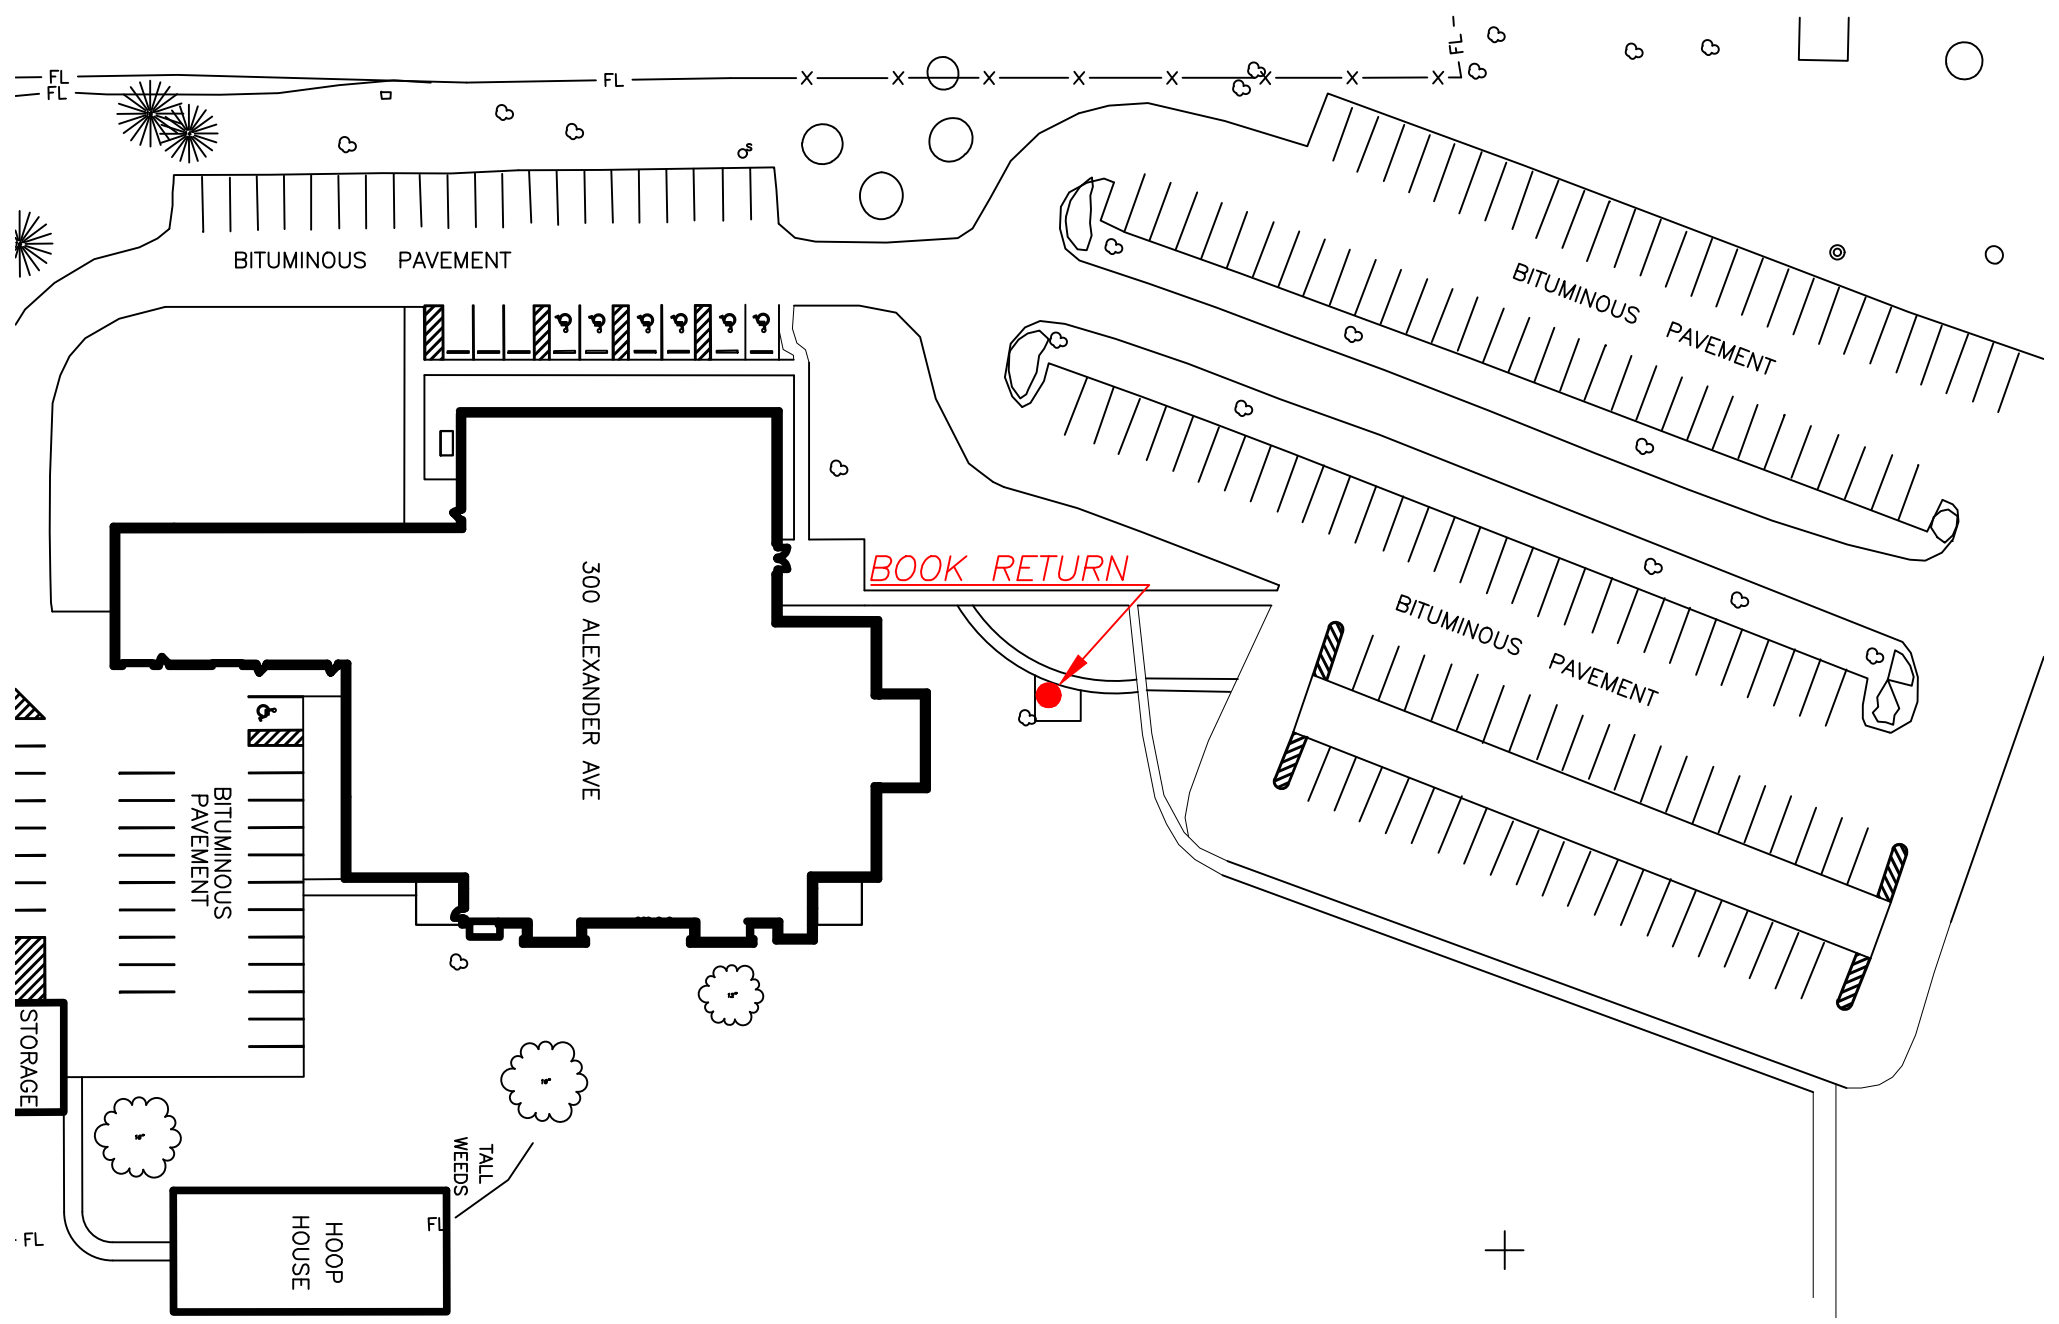 FL
FL
FL
FL
S
BITUMINOUS PAVEMENT
BITUMINOUS PAVEMENT
BOOK RETURN
300 ALEXANDER AVE
BITUMINOUS PAVEMENT
BITUMINOUS
PAVEMENT
STORAGE
TALL
WEEDS
FL
HOOP
HOUSE
FL